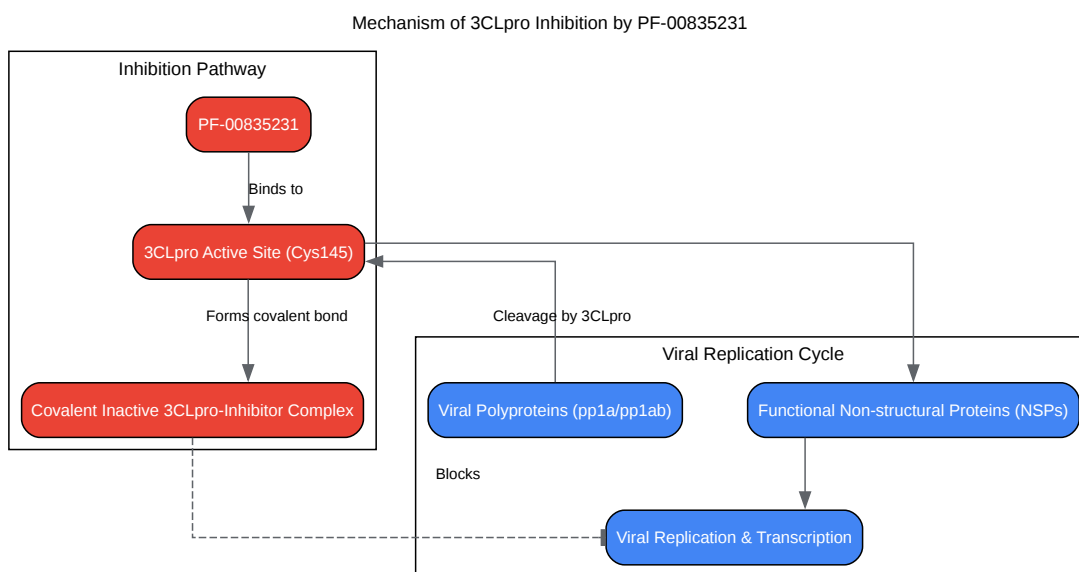 Mechanism of 3CLpro Inhibition by PF-00835231
Inhibition Pathway
PF-00835231
Binds to
3CLpro Active Site (Cys145)
Forms covalent bond
Cleavage by 3CLpro
Viral Replication Cycle
Covalent Inactive 3CLpro-Inhibitor Complex
Viral Polyproteins (pp1a/pp1ab)
Functional Non-structural Proteins (NSPs)
Blocks
Viral Replication & Transcription